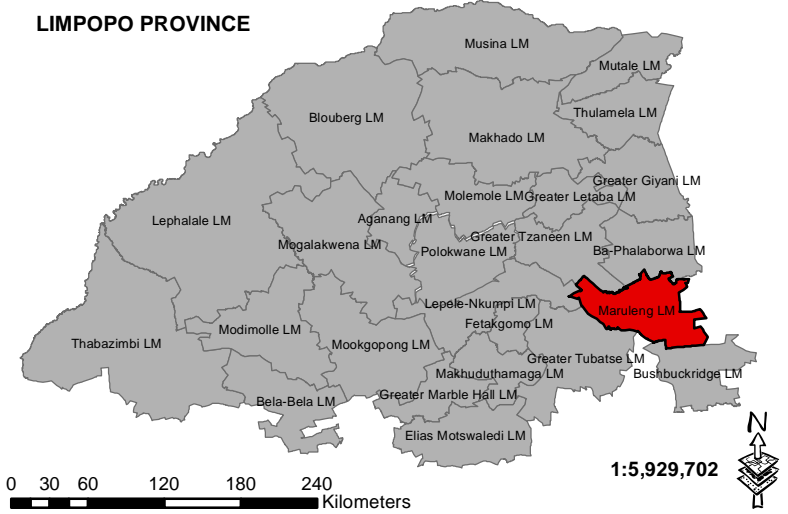 LIMPOPO PROVINCE
Musina LM
Mutale LM
Blouberg LM
Thulamela LM
Makhado LM
Greater Giyani LM
Molemole LM
Greater Letaba LM
Lephalale LM
Aganang LM
Mogalakwena LM
Greater Tzaneen LM
Polokwane LM
Ba-Phalaborwa LM
Lepele-Nkumpi LM
Maruleng LM
Fetakgomo LM
Modimolle LM
Thabazimbi LM
Mookgopong LM
Greater Tubatse LM
Makhuduthamaga LM
Bushbuckridge LM
Bela-Bela LM
Greater Marble Hall LM
Elias Motswaledi LM
N
1:5,929,702
0 30 60 120 180 240
Kilometers